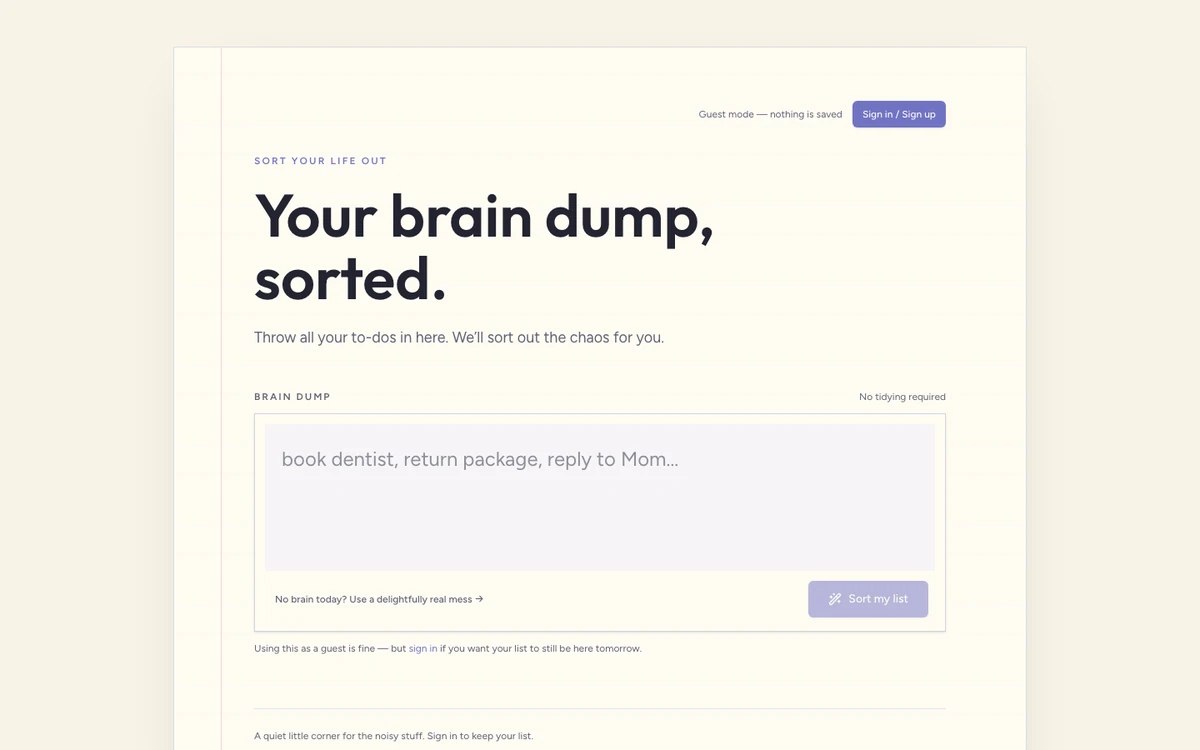 Guest mode — nothing is saved
Sign in / Sign up
SORT YOUR LIFE OUT
Your brain dump,
sorted.
Throw all your to-dos in here. We’ll sort out the chaos for you.
BRAIN DUMP
No tidying required
book dentist, return package, reply to Mom...
No brain today? Use a delightfully real mess →
Sort my list
Using this as a guest is fine — but sign in if you want your list to still be here tomorrow.
A quiet little corner for the noisy stuff. Sign in to keep your list.